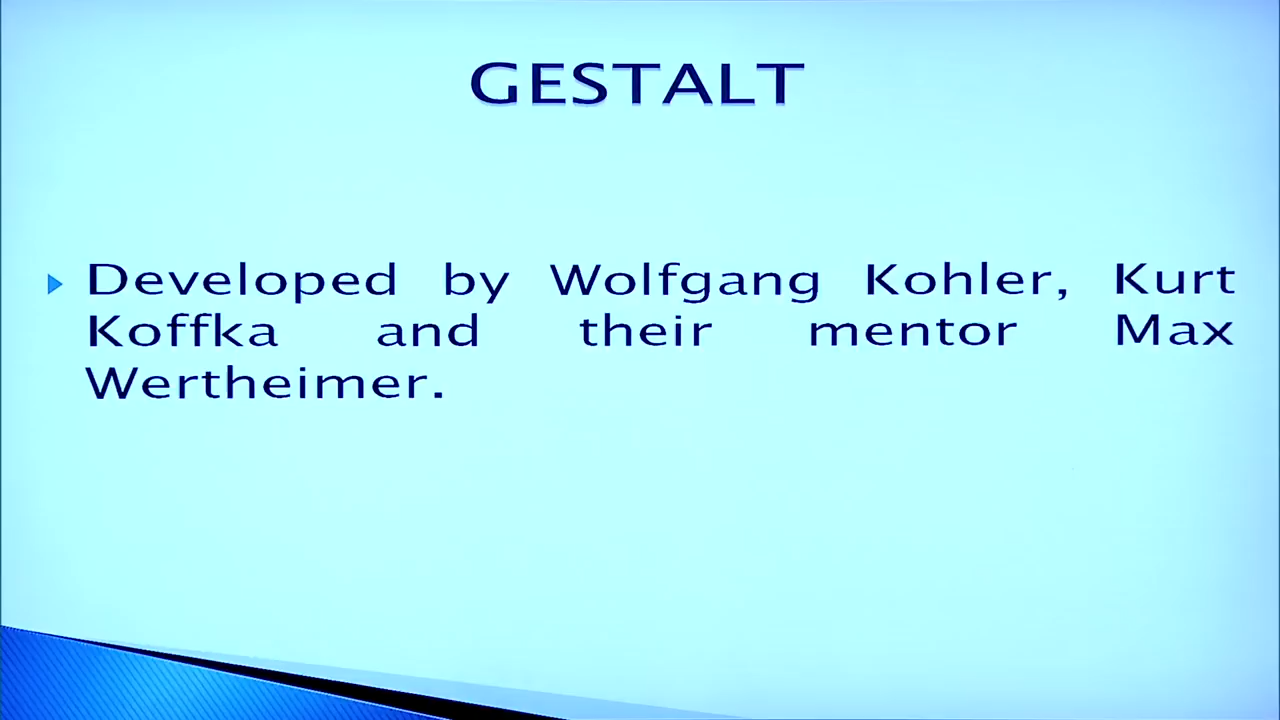 GESTALT
Developed by Wolfgang Kohler, Kurt
Koffka and their mentor Max
Wertheimer.